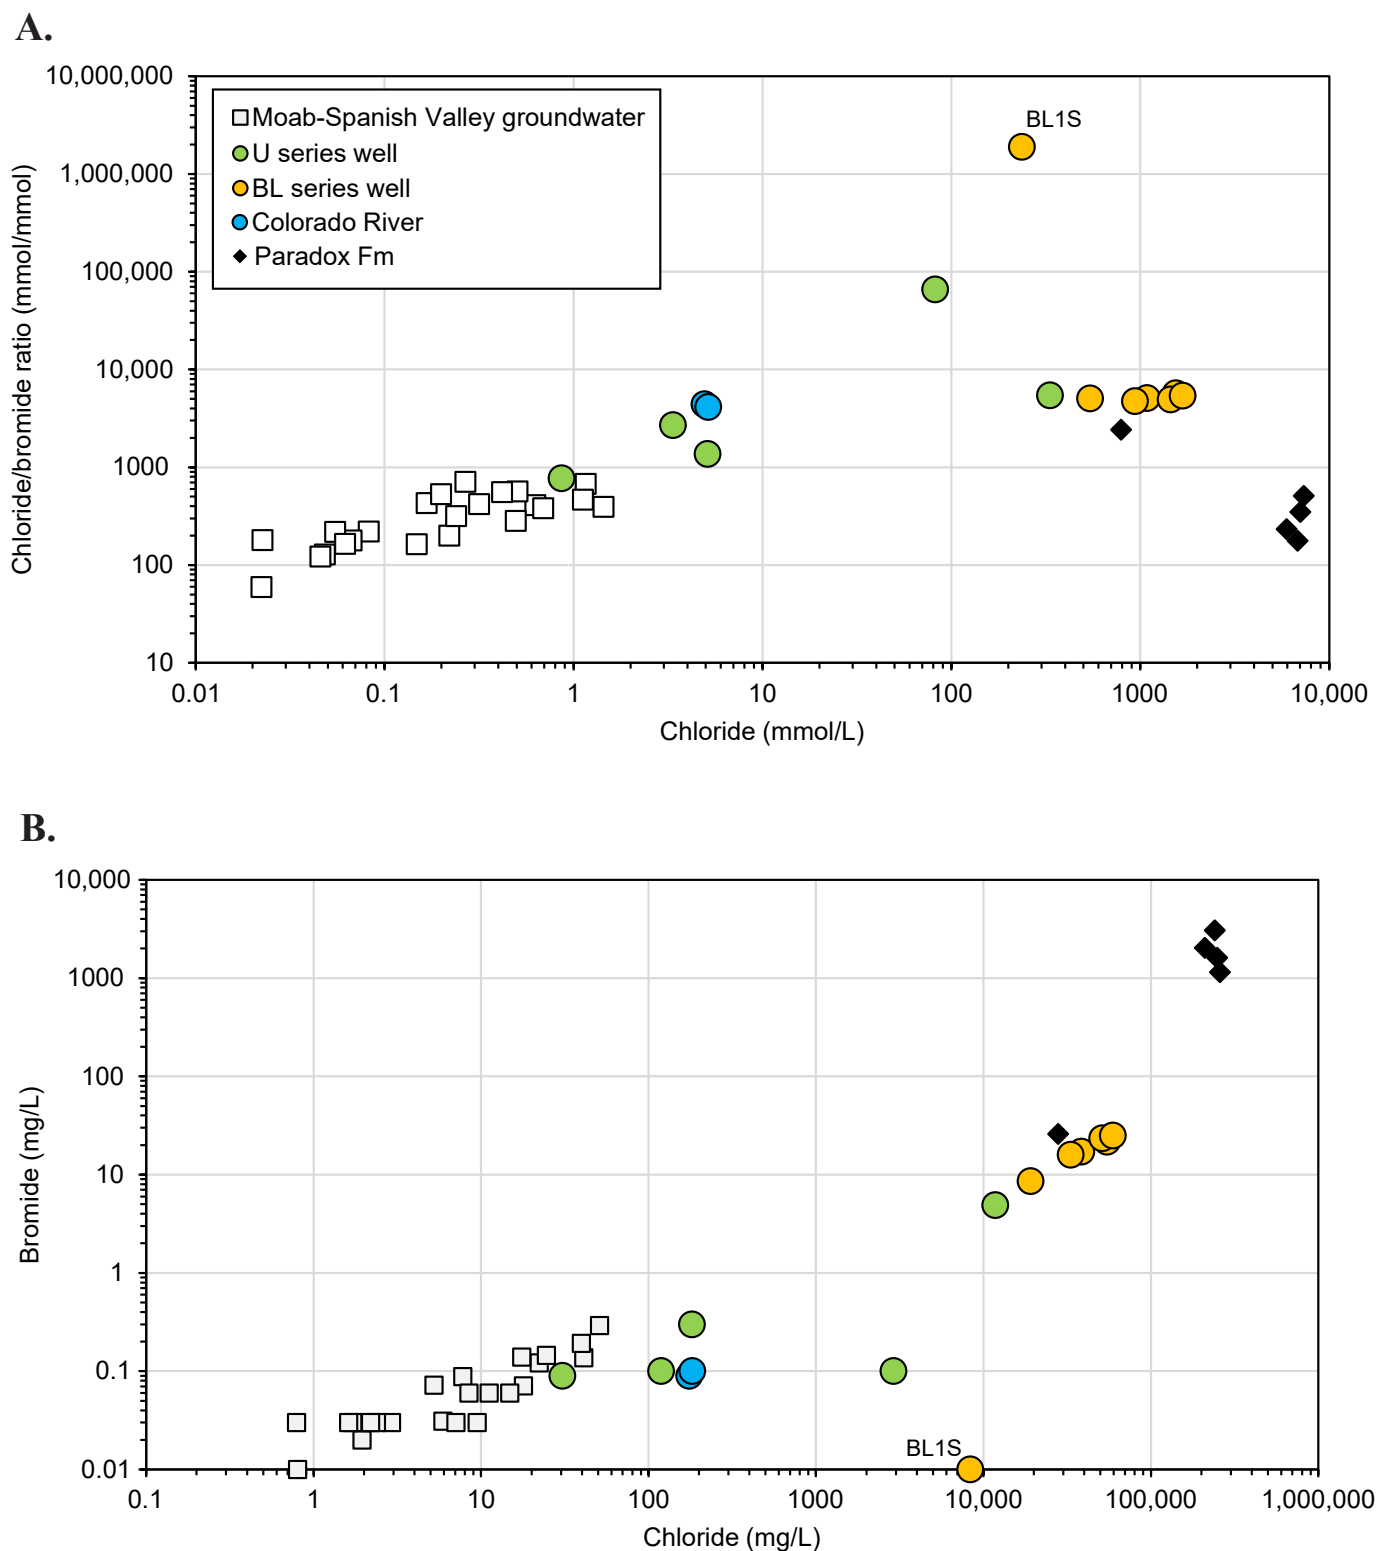 A.
10,000,000
1,000,000
100,000
10,000
1000
100
10
Chloride/bromide ratio (mmol/mmol)
Moab-Spanish Valley groundwater
U series well
BL series well
Colorado River
Paradox Fm
BL1S
0.01 0.1 1 10 100 1000 10,000
Chloride (mmol/L)
B.
10,000
1000
100
10
1
0.1
0.01
Bromide (mg/L)
BL1S
0.1 1 10 100 1000 10,000 100,000 1,000,000
Chloride (mg/L)